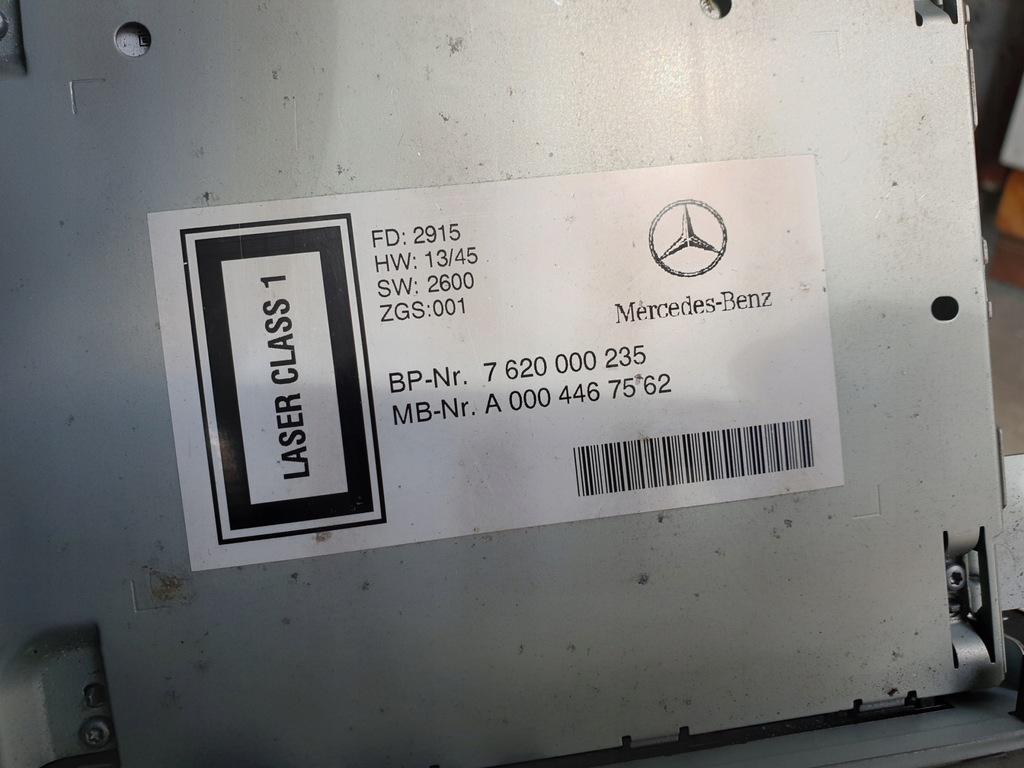 LASER CLASS 1
FD: 2915
HW: 13/45
SW: 2600
ZGS:001
Mercedes-Benz
BP-Nr. 7 620 000 235
MB-Nr. A 000 446 75 62